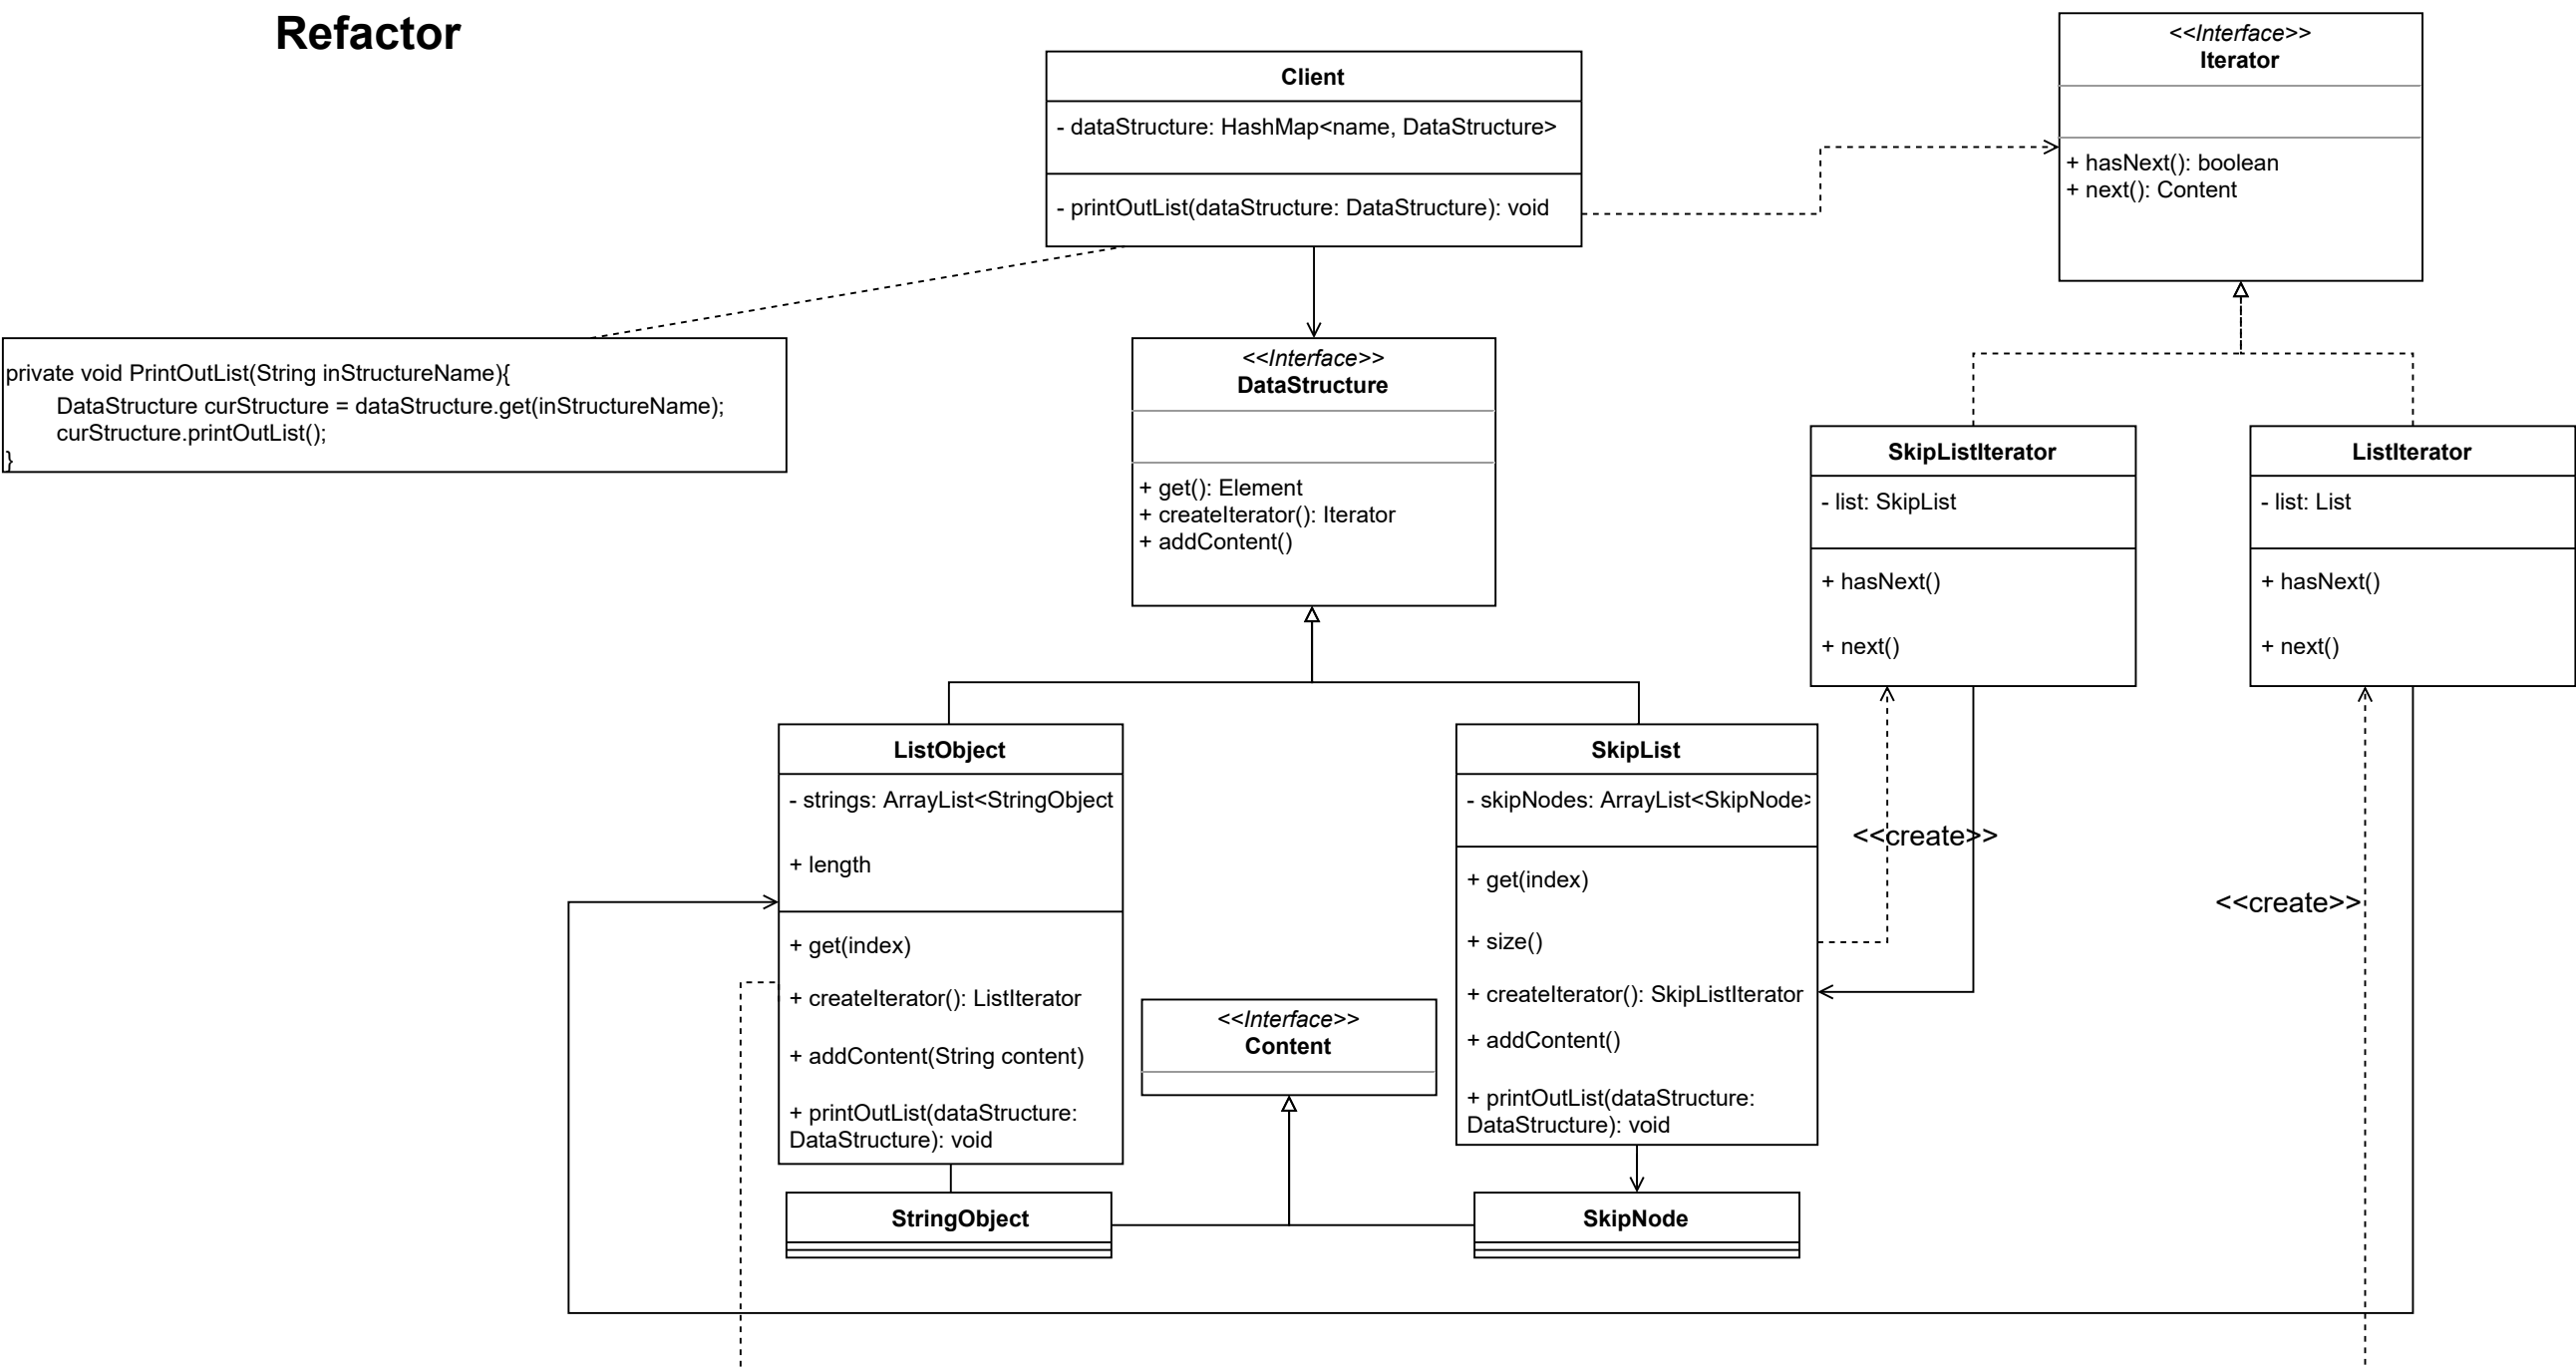 Refactor
<<Interface>>
Iterator
+ hasNext(): boolean
+ next(): Content
Client
- dataStructure: HashMap<name, DataStructure>
- printOutList(dataStructure: DataStructure): void
private void PrintOutList(String inStructureName){
DataStructure curStructure = dataStructure.get(inStructureName);
curStructure.printOutList();
}
<<Interface>>
DataStructure
+ get(): Element
+ createIterator(): Iterator
+ addContent()
SkipListIterator
- list: SkipList
+ hasNext()
+ next()
ListIterator
- list: List
+ hasNext()
+ next()
ListObject
- strings: ArrayList<StringObject
+ length
+ get(index)
+ createIterator(): ListIterator
+ addContent(String content)
+ printOutList(dataStructure:
DataStructure): void
SkipList
- skipNodes: ArrayList<SkipNode>
+ get(index)
+ size()
+ createIterator(): SkipListIterator
+ addContent()
+ printOutList(dataStructure:
DataStructure): void
<<create>>
<<create>>
<<Interface>>
Content
StringObject
SkipNode